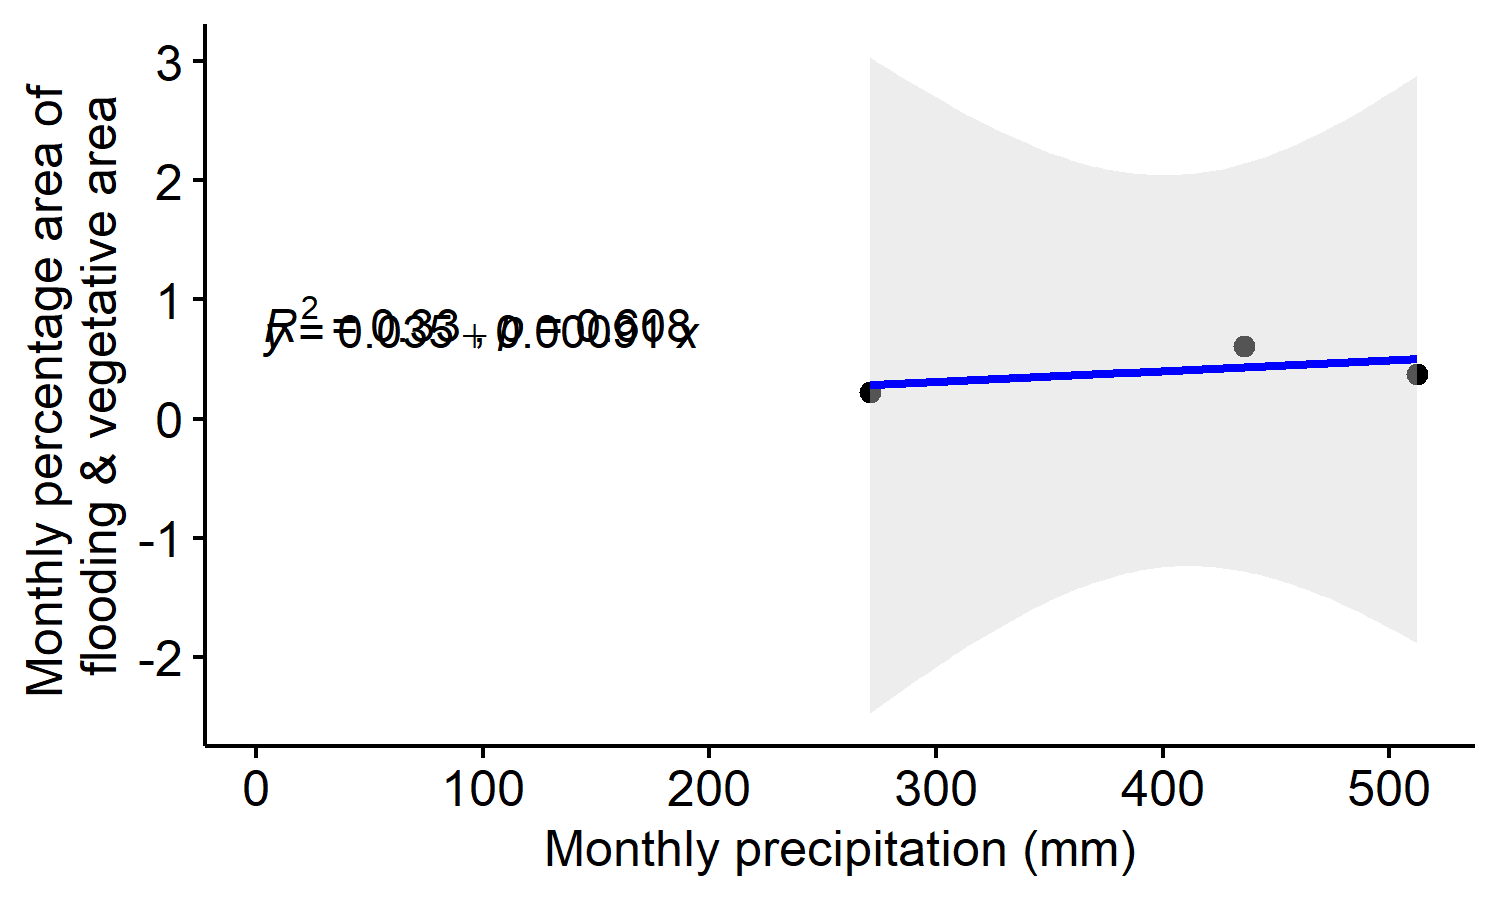 Monthly percentage area of
flooding & vegetative area
3
2
1
0
-1
-2
R² = 0.33, p = 0.608
y = 0.035 + 0.00091 x
0 100 200 300 400 500
Monthly precipitation (mm)